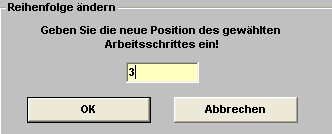 Reihenfolge ändern
Geben Sie die neue Position des gewählten
Arbeitsschrittes ein!
3
OK
Abbrechen